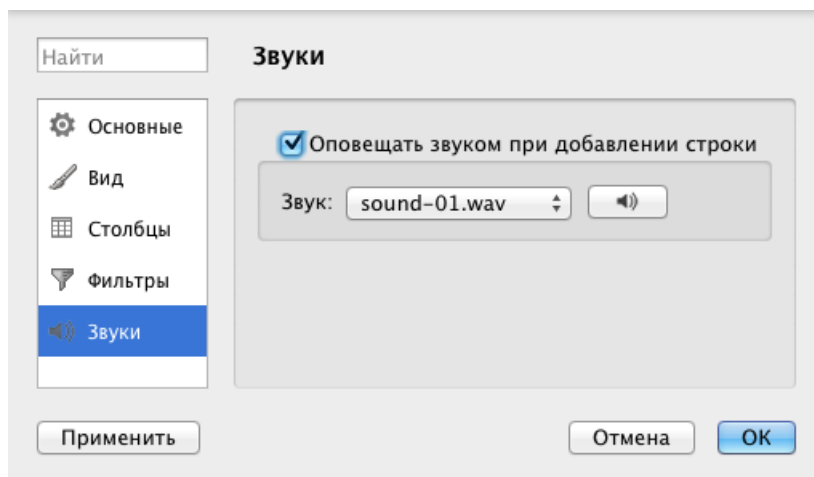 Найти
Звуки
Основные
Вид
Столбцы
Фильтры
Звуки
Оповещать звуком при добавлении строки
Звук: sound-01.wav
Применить
Отмена
OK